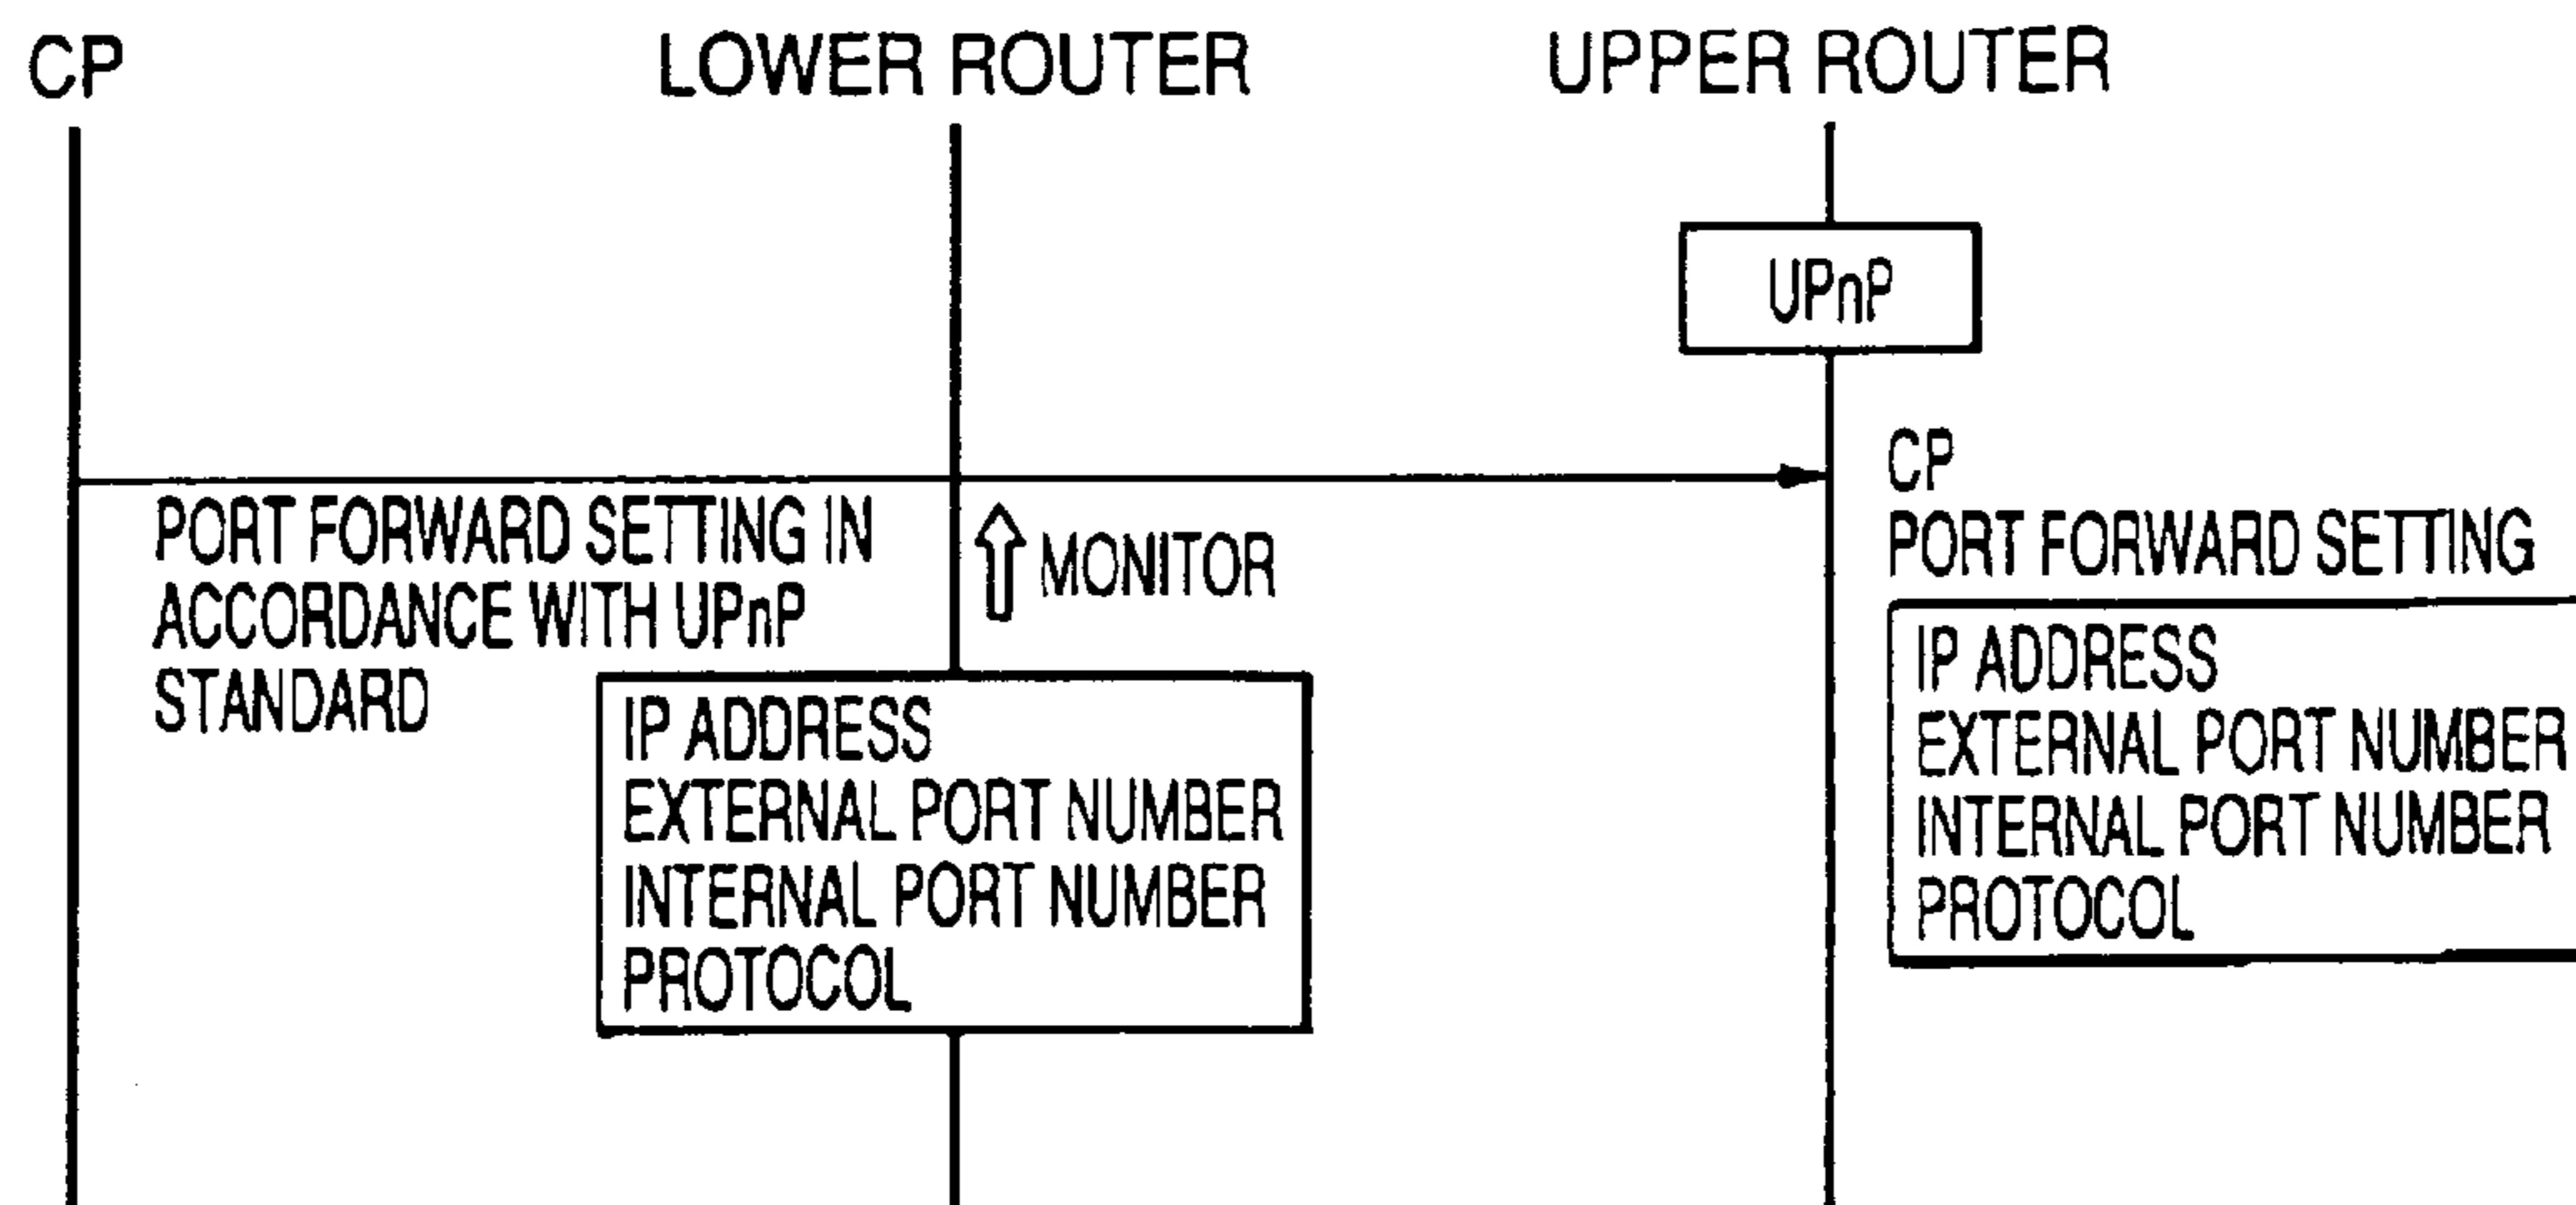 CP
LOWER ROUTER
UPPER ROUTER
UPnP
PORT FORWARD SETTING IN
ACCORDANCE WITH UPnP
STANDARD
MONITOR
CP
PORT FORWARD SETTING
IP ADDRESS
EXTERNAL PORT NUMBER
INTERNAL PORT NUMBER
PROTOCOL
IP ADDRESS
EXTERNAL PORT NUMBER
INTERNAL PORT NUMBER
PROTOCOL